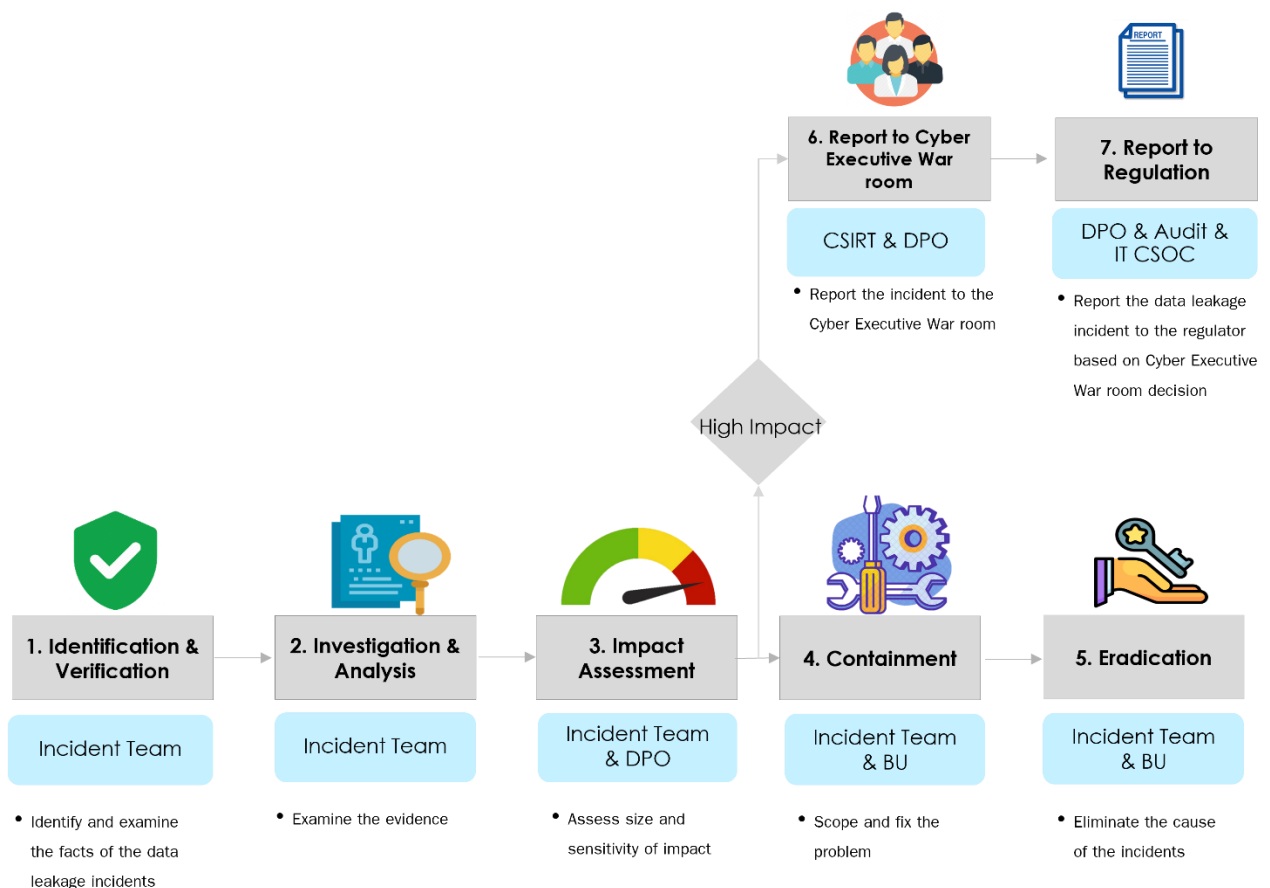 REPORT
6. Report to Cyber
Executive War
room
7. Report to
Regulation
CSIRT & DPO
DPO & Audit &
IT CSOC
• Report the incident to the
Cyber Executive War room
• Report the data leakage
incident to the regulator
based on Cyber Executive
War room decision
High Impact
1. Identification &
Verification
2. Investigation &
Analysis
3. Impact
Assessment
4. Containment
5. Eradication
Incident Team
Incident Team
Incident Team
& DPO
Incident Team
& BU
Incident Team
& BU
• Identify and examine
the facts of the data
leakage incidents
• Examine the evidence
• Assess size and
sensitivity of impact
• Scope and fix the
problem
• Eliminate the cause
of the incidents